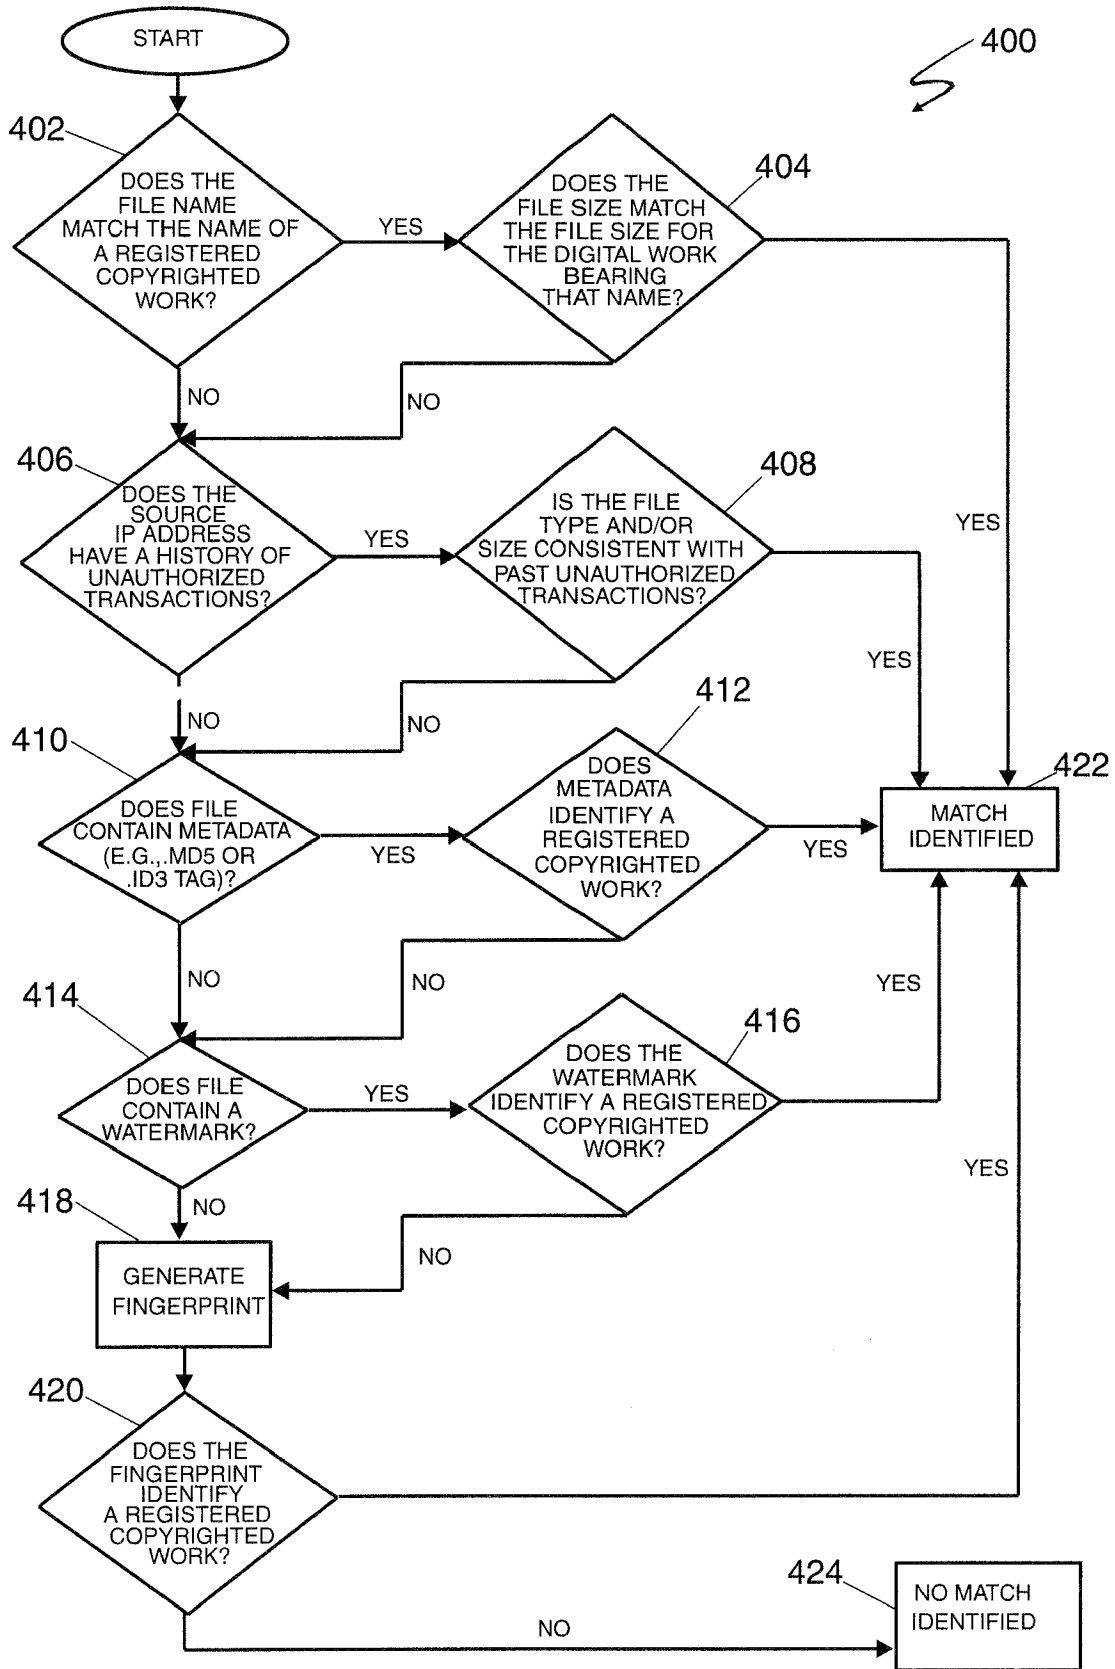 START
400
402
DOES THE
FILE NAME
MATCH THE NAME OF
A REGISTERED
COPYRIGHTED
WORK?
YES
404
DOES THE
FILE SIZE MATCH
THE FILE SIZE FOR
THE DIGITAL WORK
BEARING
THAT NAME?
NO
NO
YES
406
DOES THE
SOURCE
IP ADDRESS
HAVE A HISTORY OF
UNAUTHORIZED
TRANSACTIONS?
YES
408
IS THE FILE
TYPE AND/OR
SIZE CONSISTENT WITH
PAST UNAUTHORIZED
TRANSACTIONS?
YES
NO
NO
410
DOES FILE
CONTAIN METADATA
(E.G.,.MD5 OR
.ID3 TAG)?
YES
412
DOES
METADATA
IDENTIFY A
REGISTERED
COPYRIGHTED
WORK?
YES
422
MATCH
IDENTIFIED
NO
NO
YES
414
DOES FILE
CONTAIN A
WATERMARK?
YES
416
DOES THE
WATERMARK
IDENTIFY A REGISTERED
COPYRIGHTED
WORK?
YES
NO
NO
418
GENERATE
FINGERPRINT
420
DOES THE
FINGERPRINT
IDENTIFY
A REGISTERED
COPYRIGHTED
WORK?
NO
424
NO MATCH
IDENTIFIED